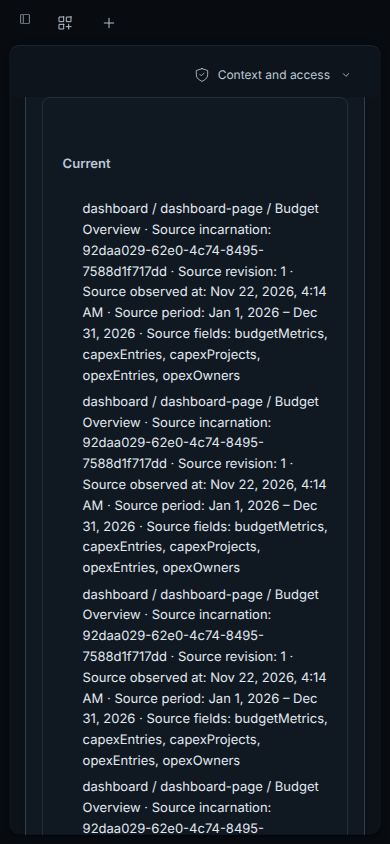 Context and access
Current
dashboard / dashboard-page / Budget
Overview · Source incarnation:
92daa029-62e0-4c74-8495-
7588d1f717dd · Source revision: 1 ·
Source observed at: Nov 22, 2026, 4:14
AM · Source period: Jan 1, 2026 – Dec
31, 2026 · Source fields: budgetMetrics,
capexEntries, capexProjects,
opexEntries, opexOwners
dashboard / dashboard-page / Budget
Overview · Source incarnation:
92daa029-62e0-4c74-8495-
7588d1f717dd · Source revision: 1 ·
Source observed at: Nov 22, 2026, 4:14
AM · Source period: Jan 1, 2026 – Dec
31, 2026 · Source fields: budgetMetrics,
capexEntries, capexProjects,
opexEntries, opexOwners
dashboard / dashboard-page / Budget
Overview · Source incarnation:
92daa029-62e0-4c74-8495-
7588d1f717dd · Source revision: 1 ·
Source observed at: Nov 22, 2026, 4:14
AM · Source period: Jan 1, 2026 – Dec
31, 2026 · Source fields: budgetMetrics,
capexEntries, capexProjects,
opexEntries, opexOwners
dashboard / dashboard-page / Budget
Overview · Source incarnation:
92daa029-62e0-4c74-8495-